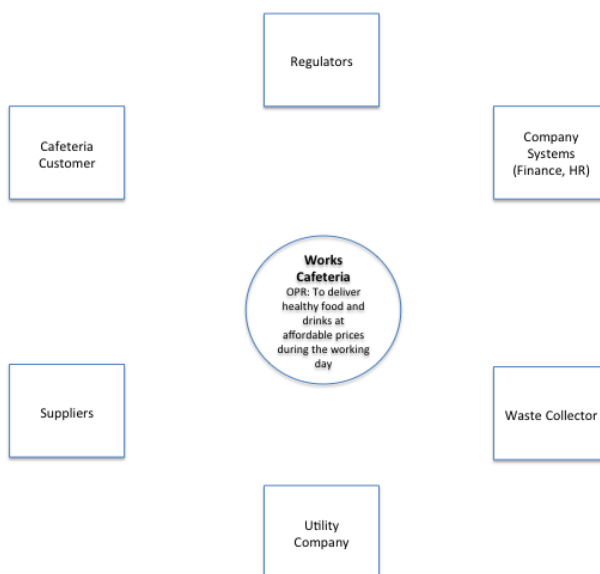 Regulators
Cafeteria
Customer
Company
Systems
(Finance, HR)
Works
Cafeteria
OPR: To deliver
healthy food and
drinks at
affordable prices
during the working
day
Suppliers
Waste Collector
Utility
Company